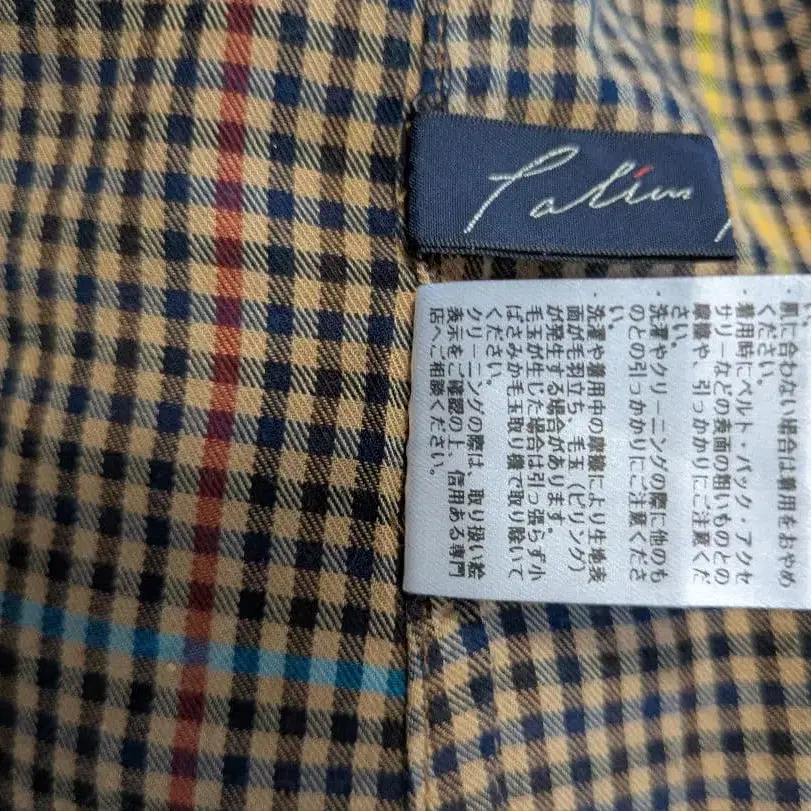 ・肌に合わない場合は着用をおやめ
ください。
・着用時にベルト・バック・アクセ
サリーなどの表面の粗いものとの
摩擦や、引っかかりにご注意くだ
さい。
・洗濯やクリーニングの際に他のも
のとの引っかかりにご注意くださ
い。
・洗濯や着用中の摩擦により生地表
面が毛羽立ち、毛玉（ピリング）
が発生する場合があります。
毛玉が生じた場合は引っ張らず小
ばさみか毛玉取り機で取り除いて
ください。
クリーニングの際は、取り扱い絵
表示をご確認の上、信用ある専門
店へご相談ください。